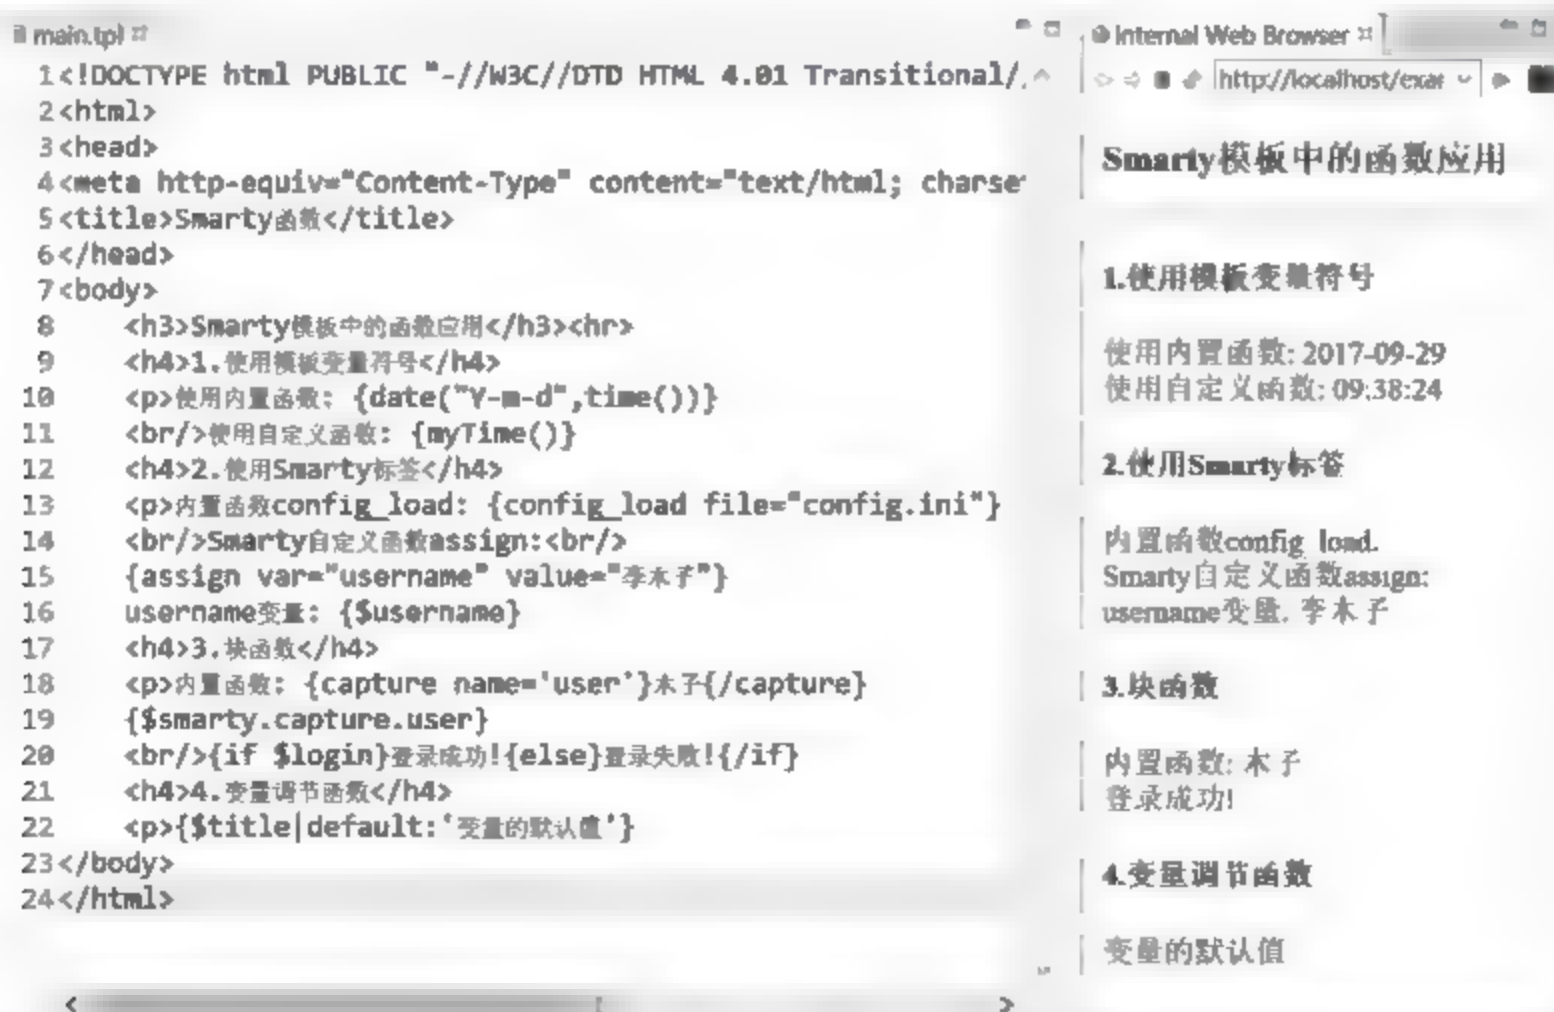 main.tpl
1<!DOCTYPE html PUBLIC "-//W3C//DTD HTML 4.01 Transitional/
2<html>
3<head>
4<meta http-equiv="Content-Type" content="text/html; charse
5<title>Smarty函数</title>
6</head>
7<body>
8 <h3>Smarty模板中的函数应用</h3><hr>
9 <h4>1.使用模板变量符号</h4>
10 <p>使用内置函数: {date("Y-m-d",time())}
11 <br/>使用自定义函数: {myTime()}
12 <h4>2.使用Smarty标签</h4>
13 <p>内置函数config_load: {config_load file="config.ini"}
14 <br/>Smarty自定义函数assign:<br/>
15 {assign var="username" value="李木子"}
16 username变量: {$username}
17 <h4>3.块函数</h4>
18 <p>内置函数: {capture name='user'}木子{/capture}
19 {$smarty.capture.user}
20 <br/>{if $login}登录成功!{else}登录失败!{/if}
21 <h4>4.变量调节函数</h4>
22 <p>{$title|default:'变量的默认值'}
23</body>
24</html>
Internal Web Browser
http://localhost/exar
Smarty模板中的函数应用
1.使用模板变量符号
使用内置函数: 2017-09-29
使用自定义函数: 09:38:24
2.使用Smarty标签
内置函数config_load:
Smarty自定义函数assign:
username变量: 李木子
3.块函数
内置函数: 木子
登录成功!
4.变量调节函数
变量的默认值